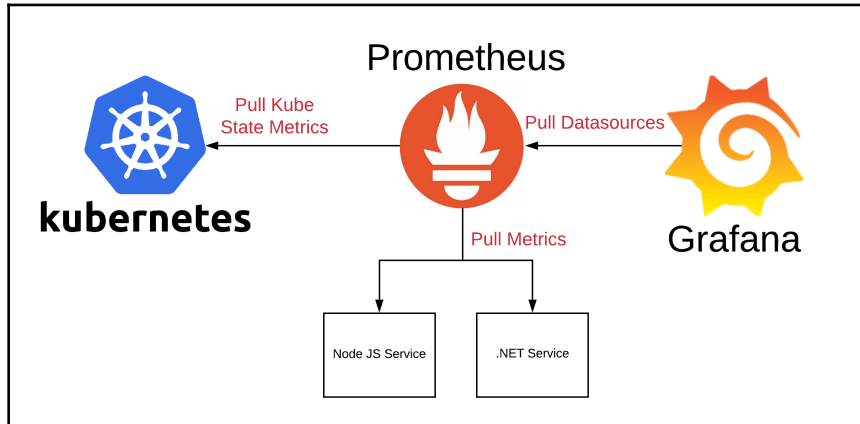 Prometheus
Pull Kube
State Metrics
Pull Datasources
kubernetes
Grafana
Pull Metrics
Node JS Service
.NET Service